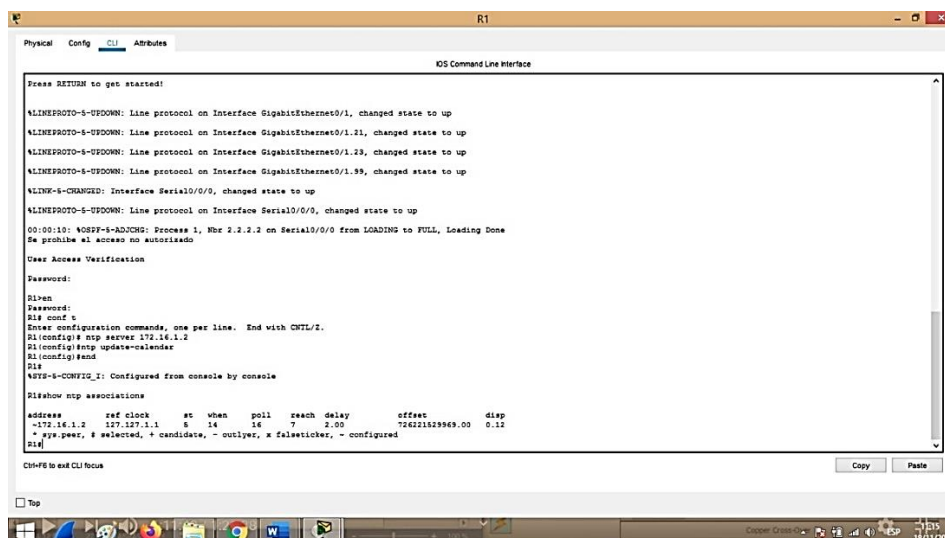 R1
Physical Config CLI Attributes
IOS Command Line Interface
Press RETURN to get started!
%LINEPROTO-5-UPDOWN: Line protocol on Interface GigabitEthernet0/1, changed state to up
%LINEPROTO-5-UPDOWN: Line protocol on Interface GigabitEthernet0/1.21, changed state to up
%LINEPROTO-5-UPDOWN: Line protocol on Interface GigabitEthernet0/1.23, changed state to up
%LINEPROTO-5-UPDOWN: Line protocol on Interface GigabitEthernet0/1.99, changed state to up
%LINK-5-CHANGED: Interface Serial0/0/0, changed state to up
%LINEPROTO-5-UPDOWN: Line protocol on Interface Serial0/0/0, changed state to up
00:00:10: %OSPF-5-ADJCHG: Process 1, Nbr 2.2.2.2 on Serial0/0/0 from LOADING to FULL, Loading Done
Se prohibe el acceso no autorizado
User Access Verification
Password:
R1>en
Password:
R1# conf t
Enter configuration commands, one per line. End with CNTL/Z.
R1(config)# ntp server 172.16.1.2
R1(config)#ntp update-calendar
R1(config)#end
R1#
%SYS-5-CONFIG_I: Configured from console by console
R1#show ntp associations
address ref clock st when poll reach delay offset disp
~172.16.1.2 127.127.1.1 5 14 16 7 2.00 726221529969.00 0.12
* sys.peer, # selected, + candidate, - outlyer, x falseticker, ~ configured
R1#
Ctrl+F6 to exit CLI focus
Copy Paste
Top
Copper Cross-Over
ESP